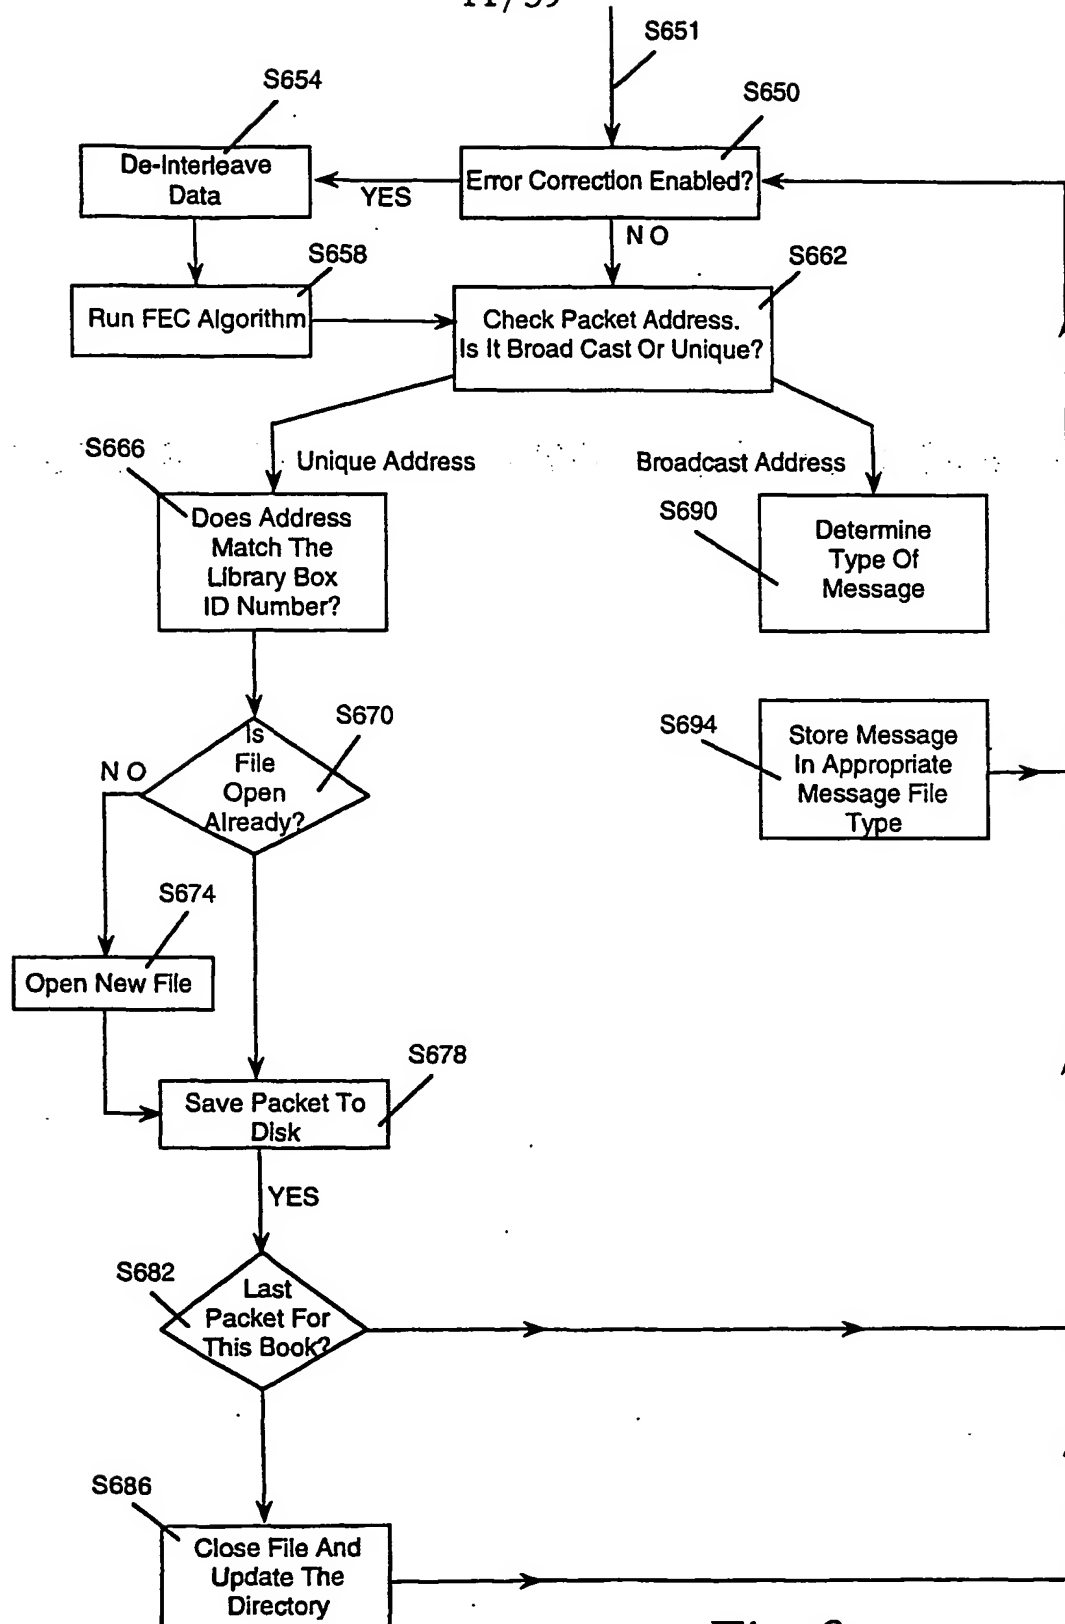 S651
S654
S650
De-Interleave
Data
YES
Error Correction Enabled?
NO
S658
S662
Run FEC Algorithm
Check Packet Address.
Is It Broad Cast Or Unique?
S666
Unique Address
Broadcast Address
S690
Does Address
Match The
Library Box
ID Number?
Determine
Type Of
Message
S670
S694
Is
File
Open
Already?
NO
Store Message
In Appropriate
Message File
Type
S674
Open New File
S678
Save Packet To
Disk
YES
S682
Last
Packet For
This Book?
S686
Close File And
Update The
Directory